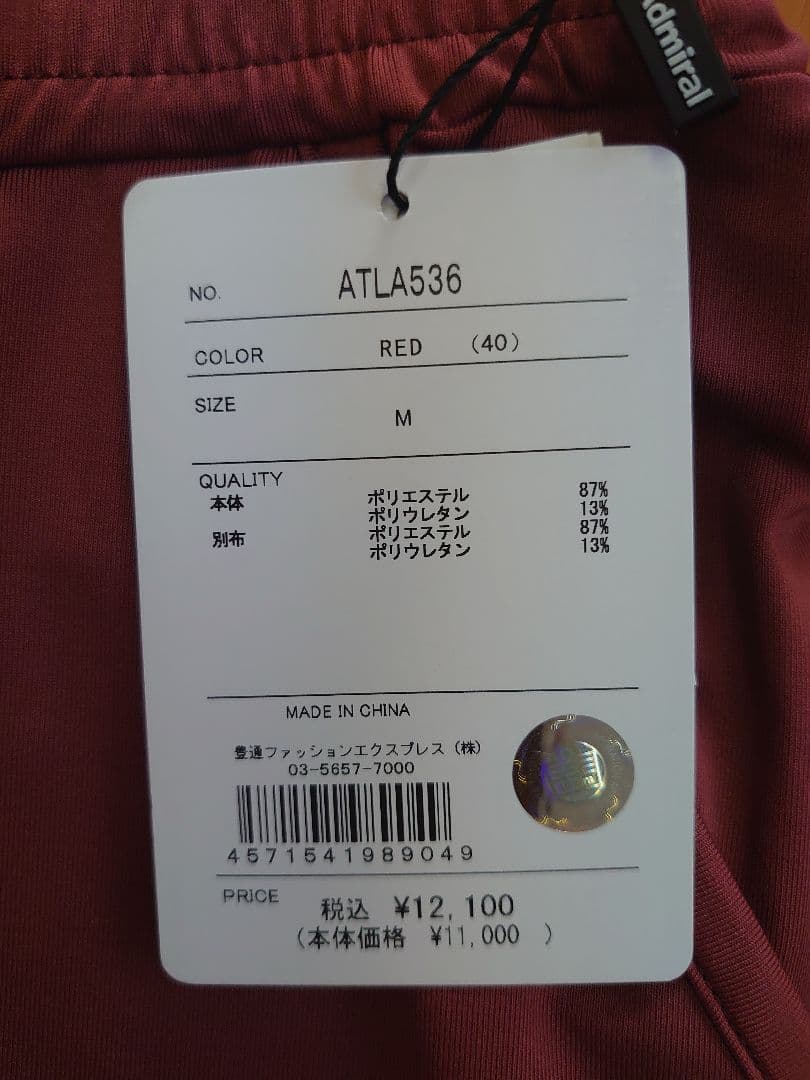 Admiral
NO. ATLA536
COLOR RED (40)
SIZE M
QUALITY
本体 ポリエステル 87%
ポリウレタン 13%
別布 ポリエステル 87%
ポリウレタン 13%
MADE IN CHINA
豊通ファッションエクスプレス(株)
03-5657-7000
4571541989049
PRICE 税込 ¥12,100
(本体価格 ¥11,000 )